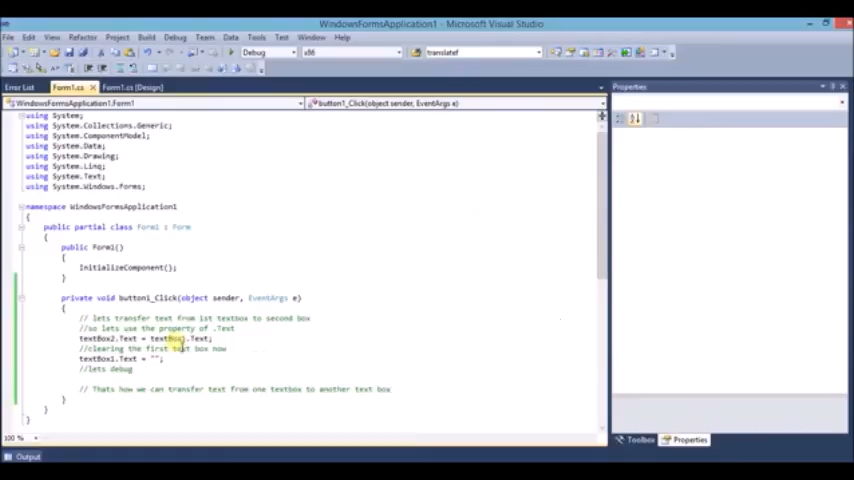 WindowsFormsApplication1 - Microsoft Visual Studio
File Edit View Refactor Project Build Debug Team Data Tools Test Window Help
Debug x86 translatef
Error List Form1.cs Form1.cs [Design] Properties
WindowsFormsApplication1.Form1 button1_Click(object sender, EventArgs e)
using System;
using System.Collections.Generic;
using System.ComponentModel;
using System.Data;
using System.Drawing;
using System.Linq;
using System.Text;
using System.Windows.Forms;
namespace WindowsFormsApplication1
{
public partial class Form1 : Form
{
public Form1()
{
InitializeComponent();
}
private void button1_Click(object sender, EventArgs e)
{
// lets transfer text from ist textbox to second box
//so lets use the property of .Text
textBox2.Text = textBox1.Text;
//clearing the first text box now
textBox1.Text = "";
//lets debug
// Thats how we can transfer text from one textbox to another text box
}
}
}
100 %
Toolbox Properties
Output